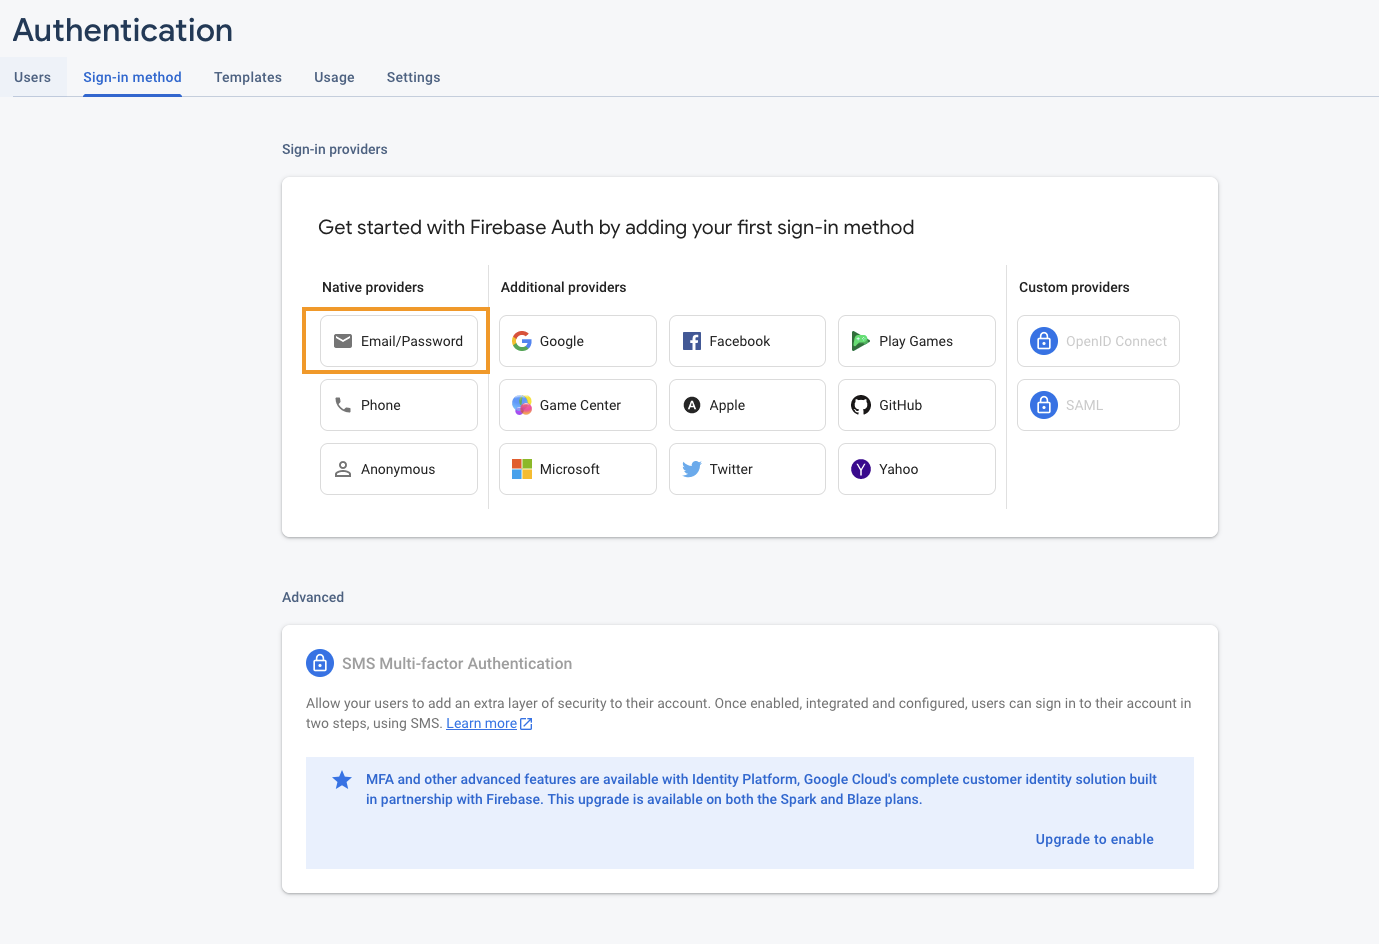 Authentication
Users
Sign-in method
Templates
Usage
Settings
Sign-in providers
Get started with Firebase Auth by adding your first sign-in method
Native providers
Additional providers
Custom providers
Email/Password
Google
Facebook
Play Games
OpenID Connect
Phone
Game Center
Apple
GitHub
SAML
Anonymous
Microsoft
Twitter
Yahoo
Advanced
SMS Multi-factor Authentication
Allow your users to add an extra layer of security to their account. Once enabled, integrated and configured, users can sign in to their account in
two steps, using SMS. Learn more
MFA and other advanced features are available with Identity Platform, Google Cloud's complete customer identity solution built
in partnership with Firebase. This upgrade is available on both the Spark and Blaze plans.
Upgrade to enable